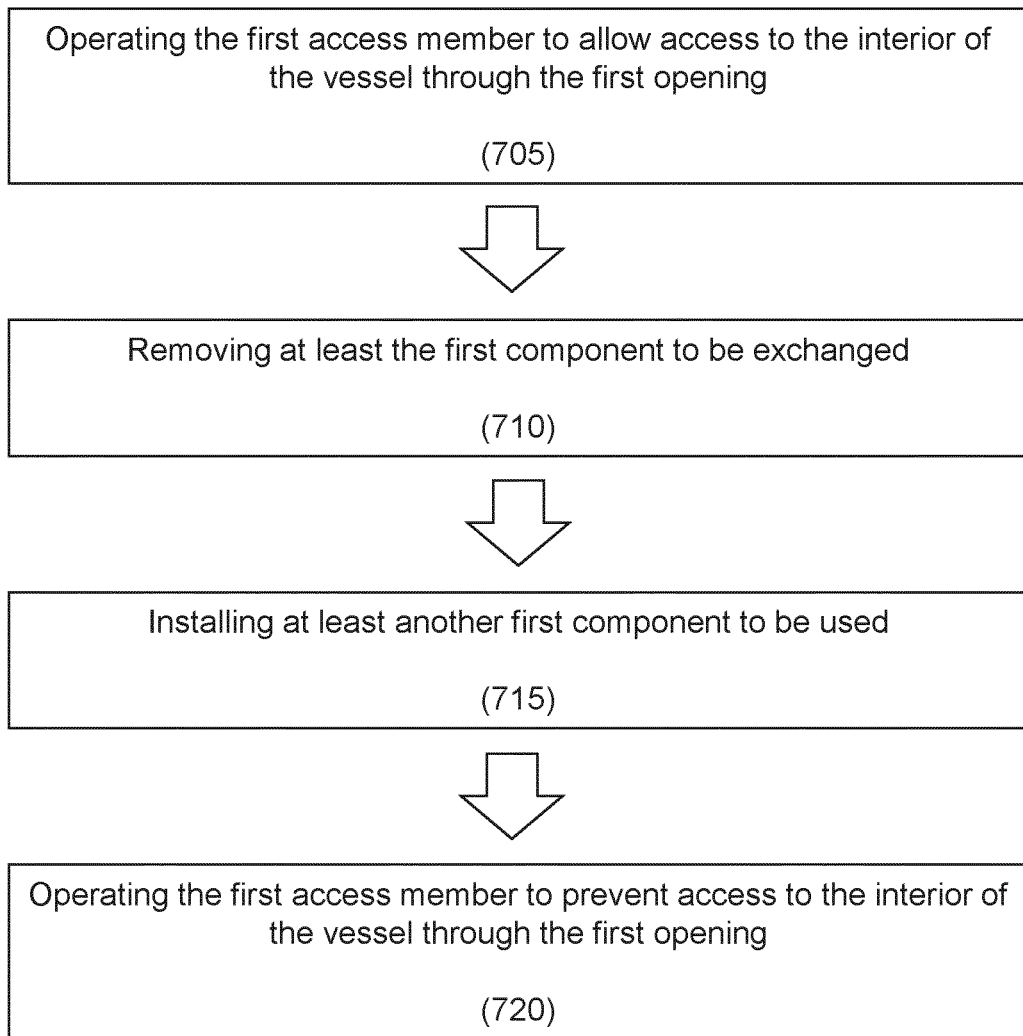 Operating the first access member to allow access to the interior of
the vessel through the first opening
(705)
Removing at least the first component to be exchanged
(710)
Installing at least another first component to be used
(715)
Operating the first access member to prevent access to the interior of
the vessel through the first opening
(720)